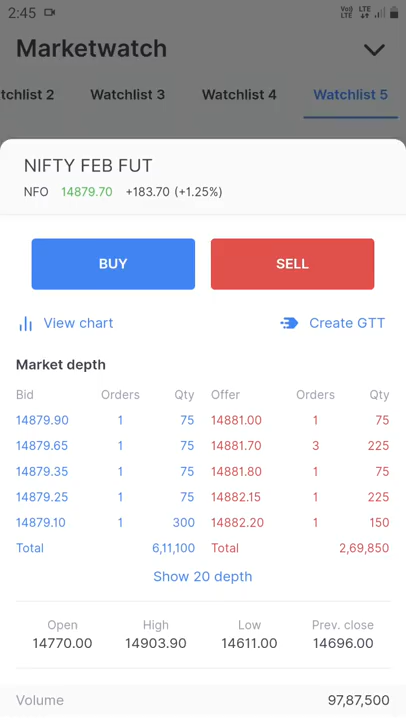 2:45 Vo) LTE LTE
Marketwatch
tchlist 2 Watchlist 3 Watchlist 4 Watchlist 5
NIFTY FEB FUT
NFO 14879.70 +183.70 (+1.25%)
BUY SELL
View chart Create GTT
Market depth
Bid Orders Qty Offer Orders Qty
14879.90 1 75 14881.00 1 75
14879.65 1 75 14881.70 3 225
14879.35 1 75 14881.80 1 75
14879.25 1 75 14882.15 1 225
14879.10 1 300 14882.20 1 150
Total 6,11,100 Total 2,69,850
Show 20 depth
Open High Low Prev. close
14770.00 14903.90 14611.00 14696.00
Volume 97,87,500